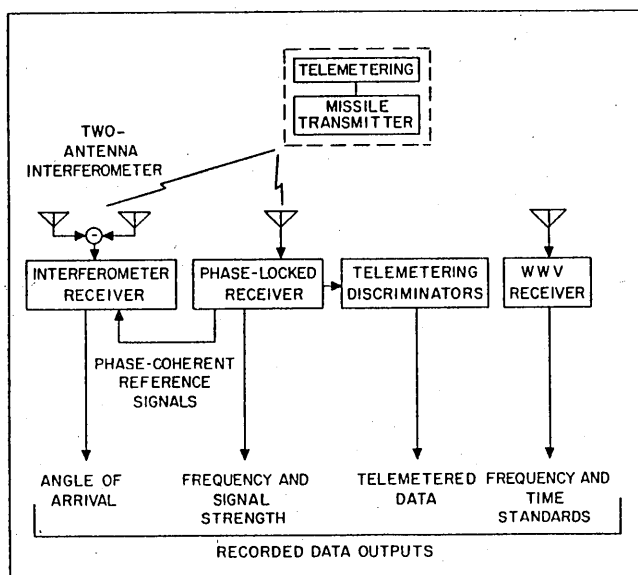 TELEMETERING
MISSILE
TRANSMITTER
TWO-
ANTENNA
INTERFEROMETER
-
INTERFEROMETER
RECEIVER
PHASE-LOCKED
RECEIVER
TELEMETERING
DISCRIMINATORS
WWV
RECEIVER
PHASE-COHERENT
REFERENCE
SIGNALS
ANGLE OF
ARRIVAL
FREQUENCY AND
SIGNAL
STRENGTH
TELEMETERED
DATA
FREQUENCY AND
TIME
STANDARDS
RECORDED DATA OUTPUTS